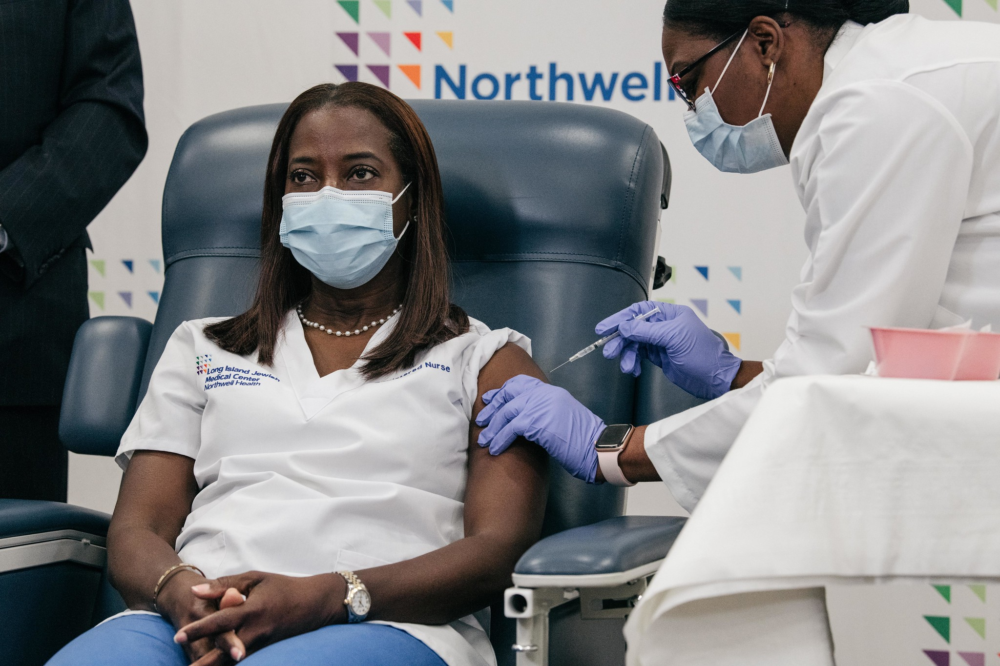 Northwell
Long Island Jewish
Medical Center
Northwell Health
Nurse